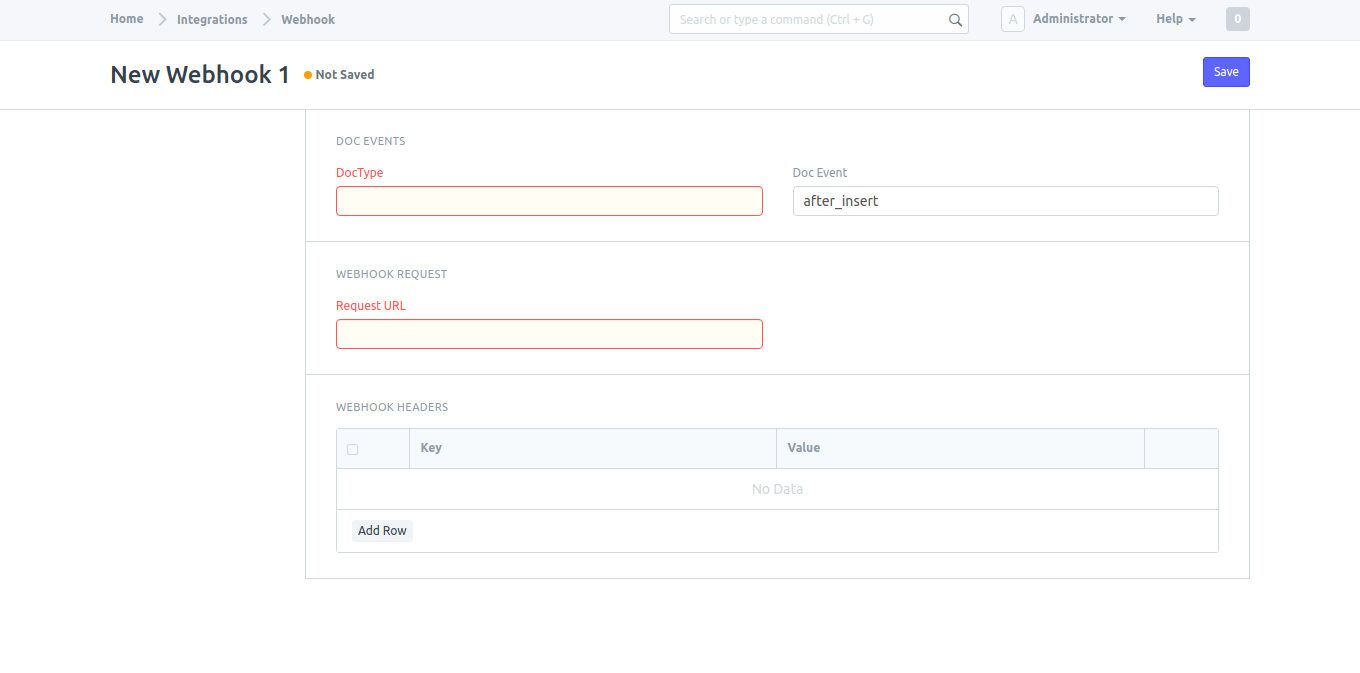 Home Integrations Webhook Search or type a command (Ctrl + G) A Administrator Help 0
New Webhook 1 Not Saved Save
DOC EVENTS
DocType Doc Event
after_insert
WEBHOOK REQUEST
Request URL
WEBHOOK HEADERS
Key Value
No Data
Add Row